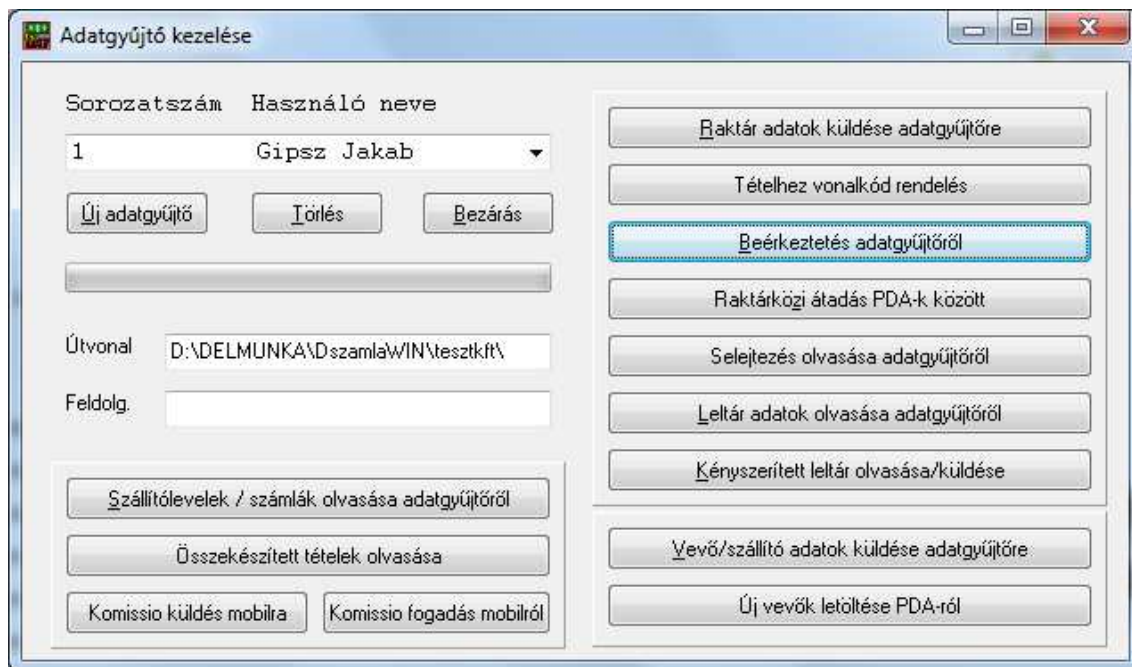 Adatgyűjtő kezelése
Sorozatszám Használó neve
1 Gipsz Jakab
Új adatgyűjtő Törlés Bezárás
Útvonal D:\DELMUNKA\DszamlaWIN\tesztkft\
Feldolg.
Szállítólevelek / számlák olvasása adatgyűjtőről
Összekészített tételek olvasása
Komissio küldés mobilra Komissio fogadás mobilról
Raktár adatok küldése adatgyűjtőre
Tételhez vonalkód rendelés
Beérkeztetés adatgyűjtőről
Raktárközi átadás PDA-k között
Selejtezés olvasása adatgyűjtőről
Leltár adatok olvasása adatgyűjtőről
Kényszerített leltár olvasása/küldése
Vevő/szállító adatok küldése adatgyűjtőre
Új vevők letöltése PDA-ról